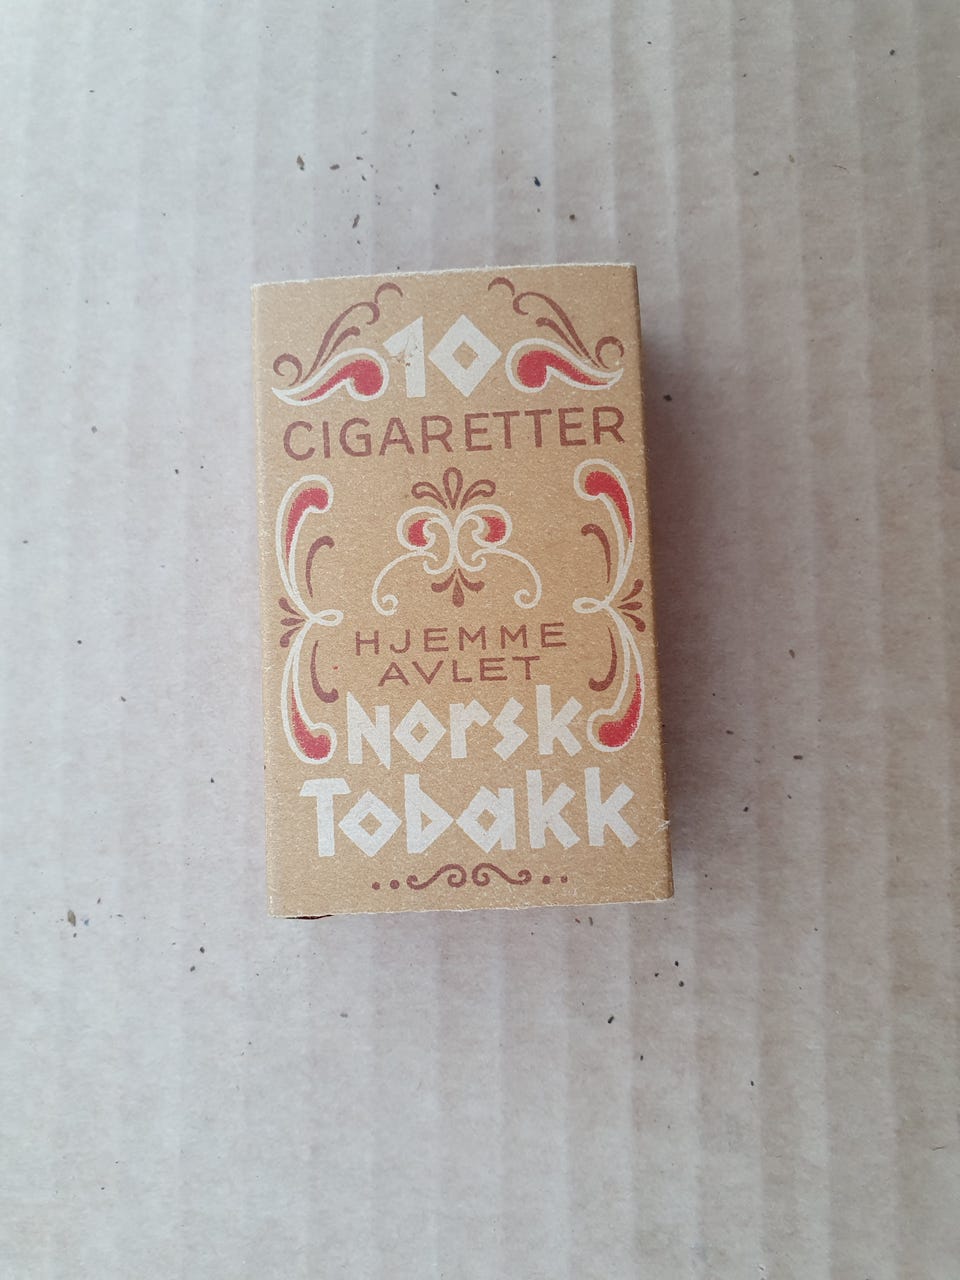 10
CIGARETTER
HJEMME
AVLET
Norsk
Tobakk